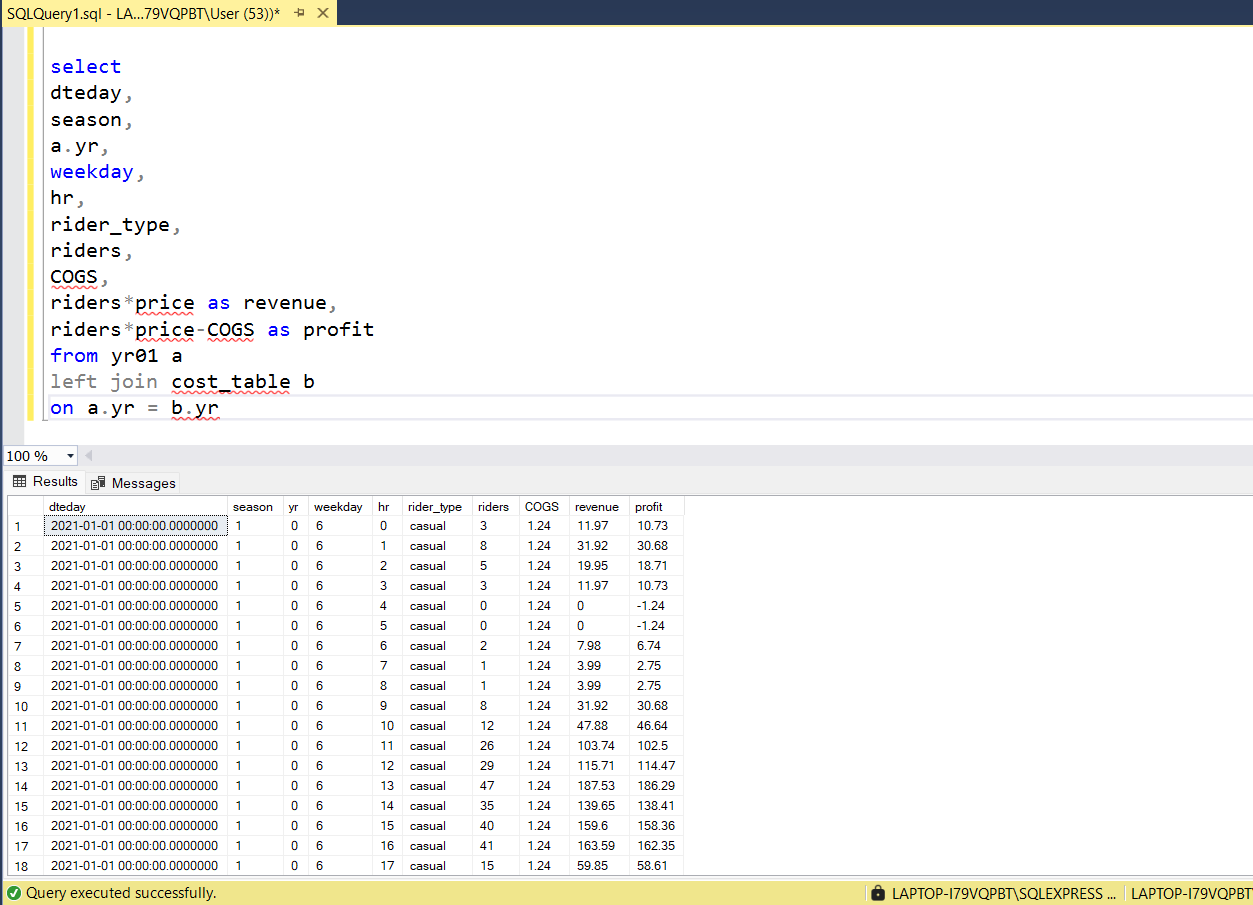 SQLQuery1.sql - LA...79VQPBT\User (53))*
select
dteday,
season,
a.yr,
weekday,
hr,
rider_type,
riders,
COGS,
riders*price as revenue,
riders*price-COGS as profit
from yr01 a
left join cost_table b
on a.yr = b.yr
100 %
Results Messages
dteday season yr weekday hr rider_type riders COGS revenue profit
1 2021-01-01 00:00:00.0000000 1 0 6 0 casual 3 1.24 11.97 10.73
2 2021-01-01 00:00:00.0000000 1 0 6 1 casual 8 1.24 31.92 30.68
3 2021-01-01 00:00:00.0000000 1 0 6 2 casual 5 1.24 19.95 18.71
4 2021-01-01 00:00:00.0000000 1 0 6 3 casual 3 1.24 11.97 10.73
5 2021-01-01 00:00:00.0000000 1 0 6 4 casual 0 1.24 0 -1.24
6 2021-01-01 00:00:00.0000000 1 0 6 5 casual 0 1.24 0 -1.24
7 2021-01-01 00:00:00.0000000 1 0 6 6 casual 2 1.24 7.98 6.74
8 2021-01-01 00:00:00.0000000 1 0 6 7 casual 1 1.24 3.99 2.75
9 2021-01-01 00:00:00.0000000 1 0 6 8 casual 1 1.24 3.99 2.75
10 2021-01-01 00:00:00.0000000 1 0 6 9 casual 8 1.24 31.92 30.68
11 2021-01-01 00:00:00.0000000 1 0 6 10 casual 12 1.24 47.88 46.64
12 2021-01-01 00:00:00.0000000 1 0 6 11 casual 26 1.24 103.74 102.5
13 2021-01-01 00:00:00.0000000 1 0 6 12 casual 29 1.24 115.71 114.47
14 2021-01-01 00:00:00.0000000 1 0 6 13 casual 47 1.24 187.53 186.29
15 2021-01-01 00:00:00.0000000 1 0 6 14 casual 35 1.24 139.65 138.41
16 2021-01-01 00:00:00.0000000 1 0 6 15 casual 40 1.24 159.6 158.36
17 2021-01-01 00:00:00.0000000 1 0 6 16 casual 41 1.24 163.59 162.35
18 2021-01-01 00:00:00.0000000 1 0 6 17 casual 15 1.24 59.85 58.61
Query executed successfully. LAPTOP-I79VQPBT\SQLEXPRESS ... LAPTOP-I79VQPBT\